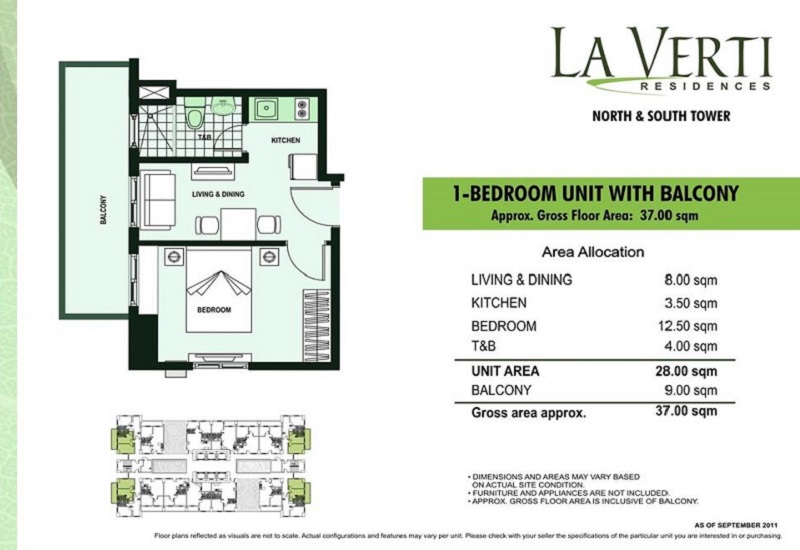 LA VERTI
RESIDENCES
NORTH & SOUTH TOWER
BALCONY
T&B
KITCHEN
LIVING & DINING
BEDROOM
1-BEDROOM UNIT WITH BALCONY
Approx. Gross Floor Area: 37.00 sqm
Area Allocation
LIVING & DINING 8.00 sqm
KITCHEN 3.50 sqm
BEDROOM 12.50 sqm
T&B 4.00 sqm
UNIT AREA 28.00 sqm
BALCONY 9.00 sqm
Gross area approx. 37.00 sqm
• DIMENSIONS AND AREAS MAY VARY BASED
ON ACTUAL SITE CONDITION.
• FURNITURE AND APPLIANCES ARE NOT INCLUDED.
• APPROX. GROSS FLOOR AREA IS INCLUSIVE OF BALCONY.
AS OF SEPTEMBER 2011
Floor plans reflected as visuals are not to scale. Actual configurations and features may vary per unit. Please check with your seller the specifications of the particular unit you are interested in or purchasing.